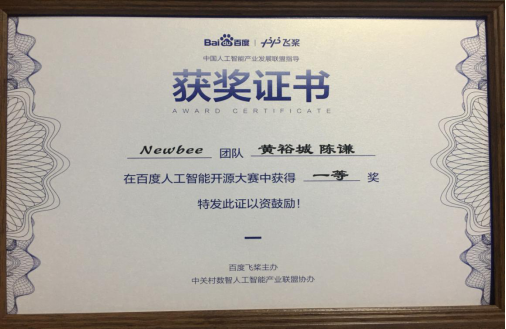 Bai百度 | 飞桨
中国人工智能产业发展联盟指导
获奖证书
AWARD CERTIFICATE
Newbee 团队 黄裕城 陈谦
在百度人工智能开源大赛中获得 一等 奖
特发此证以资鼓励！
百度飞桨主办
中关村数智人工智能产业联盟协办